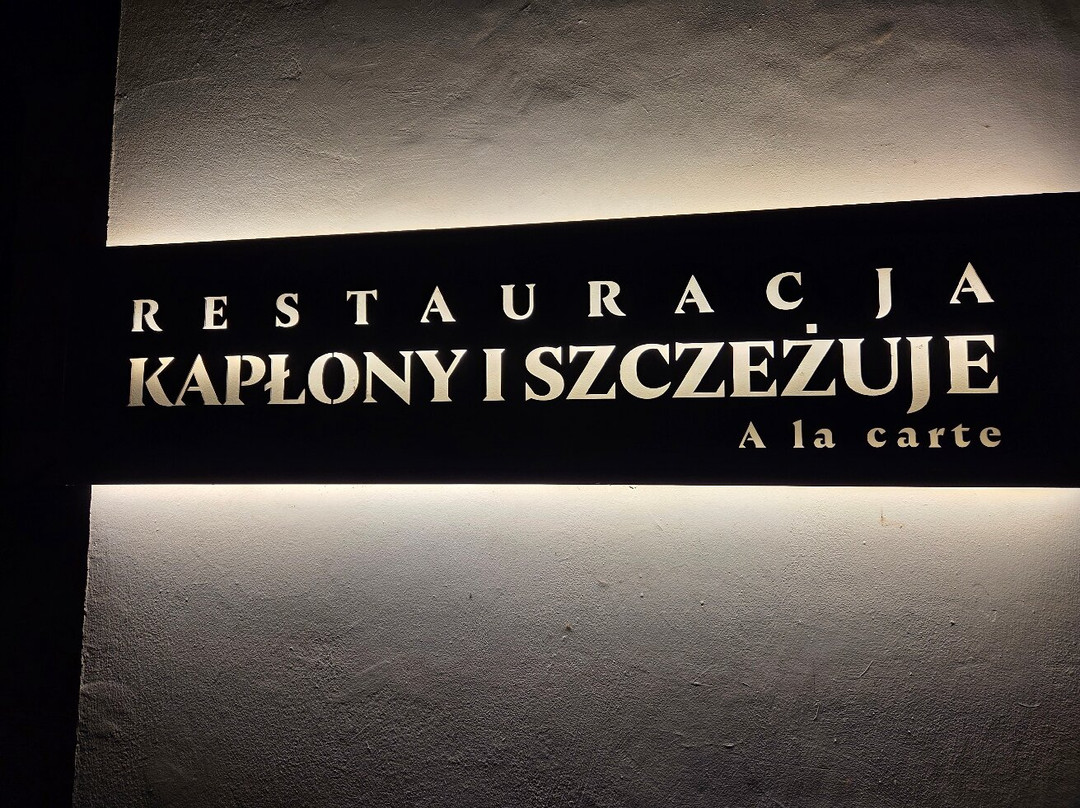 RESTAURACJA
KAPŁONY I SZCZEŻUJE
A la carte